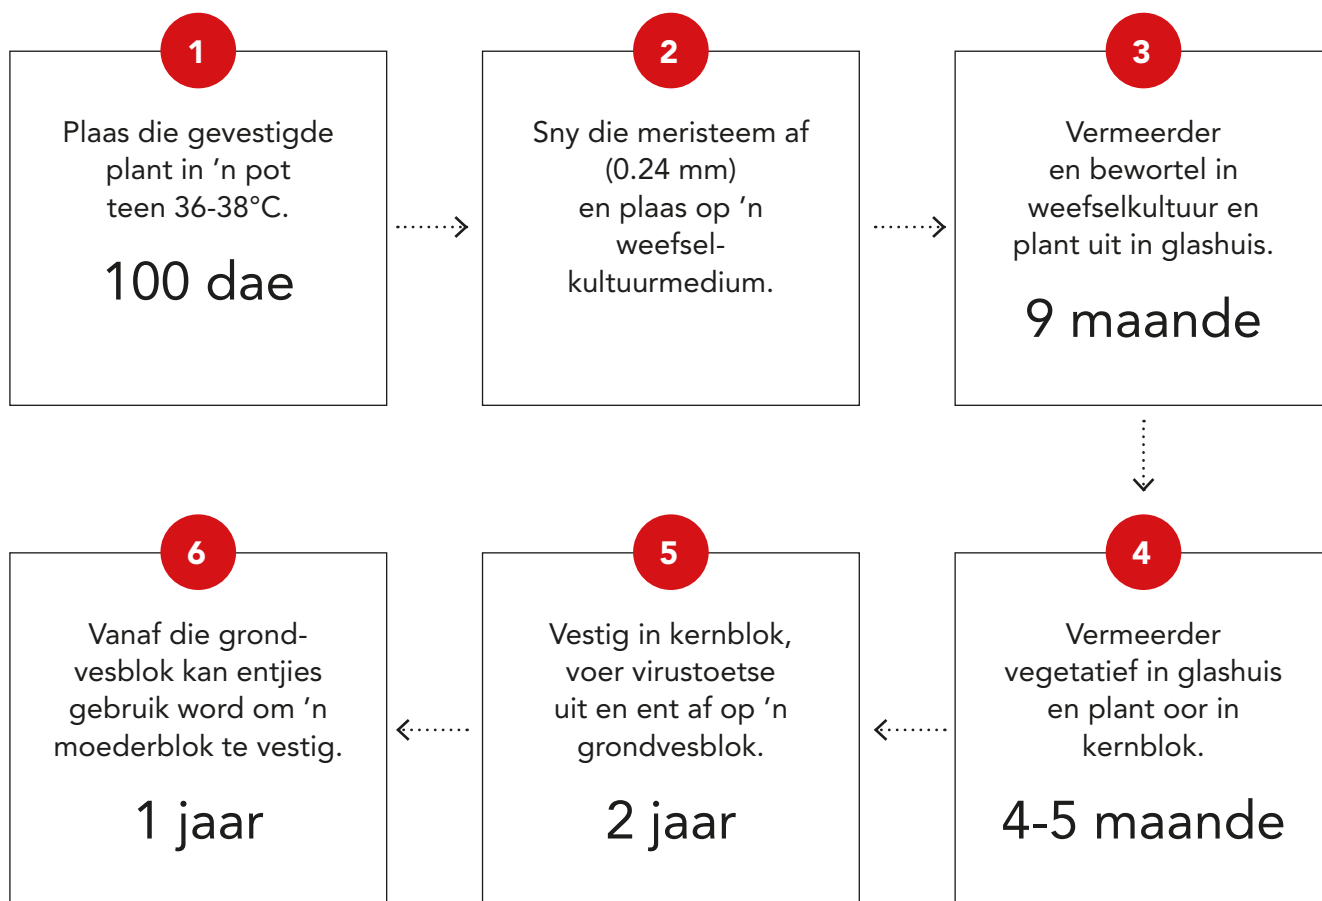 1
Plaas die gevestigde
plant in ’n pot
teen 36-38°C.
100 dae
2
Sny die meristeem af
(0.24 mm)
en plaas op ’n
weefsel-
kultuurmedium.
3
Vermeerder
en bewortel in
weefselkultuur en
plant uit in glashuis.
9 maande
4
Vermeerder
vegetatief in glashuis
en plant oor in
kernblok.
4-5 maande
5
Vestig in kernblok,
voer virustoetse
uit en ent af op ’n
grondvesblok.
2 jaar
6
Vanaf die grond-
vesblok kan entjies
gebruik word om ’n
moederblok te vestig.
1 jaar